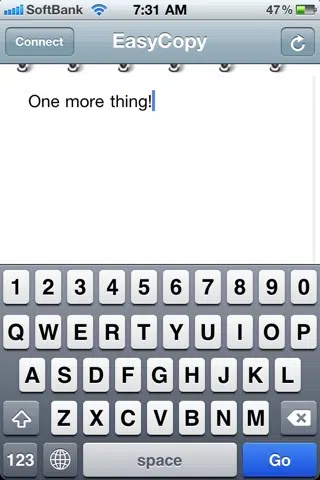 SoftBank 7:31 AM 47%
Connect EasyCopy
One more thing!
1 2 3 4 5 6 7 8 9 0
Q W E R T Y U I O P
A S D F G H J K L
Z X C V B N M
123 space Go